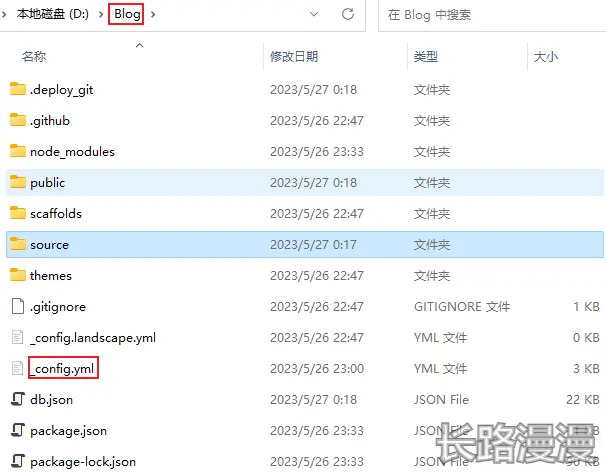 本地磁盘 (D:) Blog 在 Blog 中搜索
名称 修改日期 类型 大小
.deploy_git 2023/5/27 0:18 文件夹
.github 2023/5/26 22:47 文件夹
node_modules 2023/5/26 23:33 文件夹
public 2023/5/27 0:18 文件夹
scaffolds 2023/5/26 22:47 文件夹
source 2023/5/27 0:17 文件夹
themes 2023/5/26 22:47 文件夹
.gitignore 2023/5/26 22:47 GITIGNORE 文件 1 KB
_config.landscape.yml 2023/5/26 22:47 YML 文件 0 KB
_config.yml 2023/5/26 23:00 YML 文件 3 KB
db.json 2023/5/27 0:18 JSON File 22 KB
package.json 2023/5/26 23:33 JSON File KB
package-lock.json 2023/5/26 23:33 JSON File KB
长路漫漫